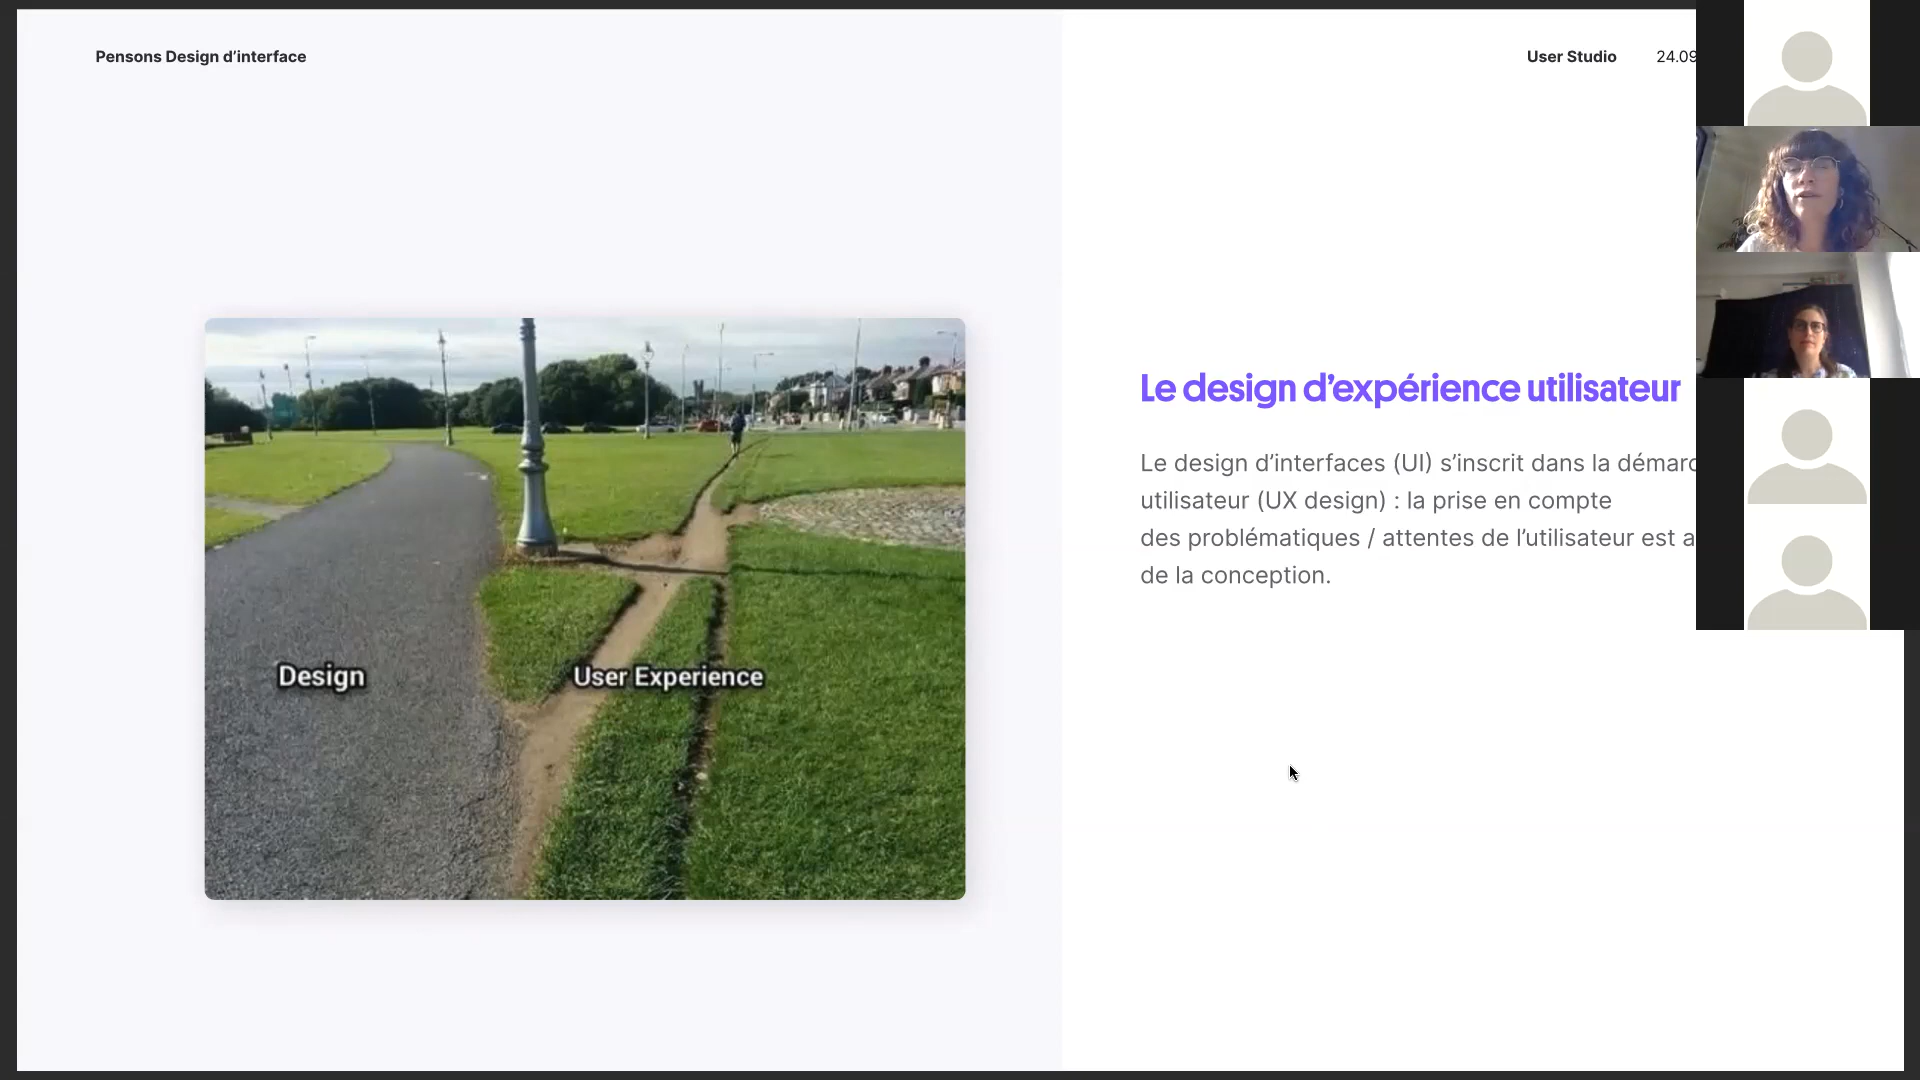 Pensons Design d’interface
User Studio 24.09
Design
User Experience
Le design d’expérience utilisateur
Le design d’interfaces (UI) s’inscrit dans la
utilisateur (UX design) : la prise en compte
des problématiques / attentes de l’utilisateur est
de la conception.